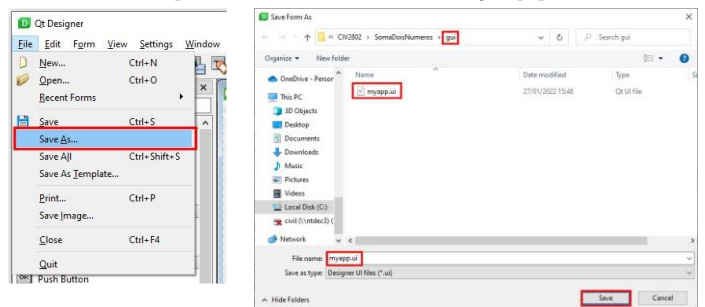 Qt Designer
File Edit Form View Settings Window
New... Ctrl+N
Open... Ctrl+O
Recent Forms
Save Ctrl+S
Save As...
Save All Ctrl+Shift+S
Save As Template...
Print... Ctrl+P
Save Image...
Close Ctrl+F4
Quit
Push Button
Save Form As
« CIV2802 › SomaDoisNumeros › gui
Search gui
Organize New folder
Name Date modified Type
myapp.ui 27/01/2022 15:48 Qt UI file
OneDrive - Person
This PC
3D Objects
Desktop
Documents
Downloads
Music
Pictures
Videos
Local Disk (C:)
civil (\\ntdec3) (
Network
File name: myapp.ui
Save as type: Designer UI files (*.ui)
Hide Folders Save Cancel